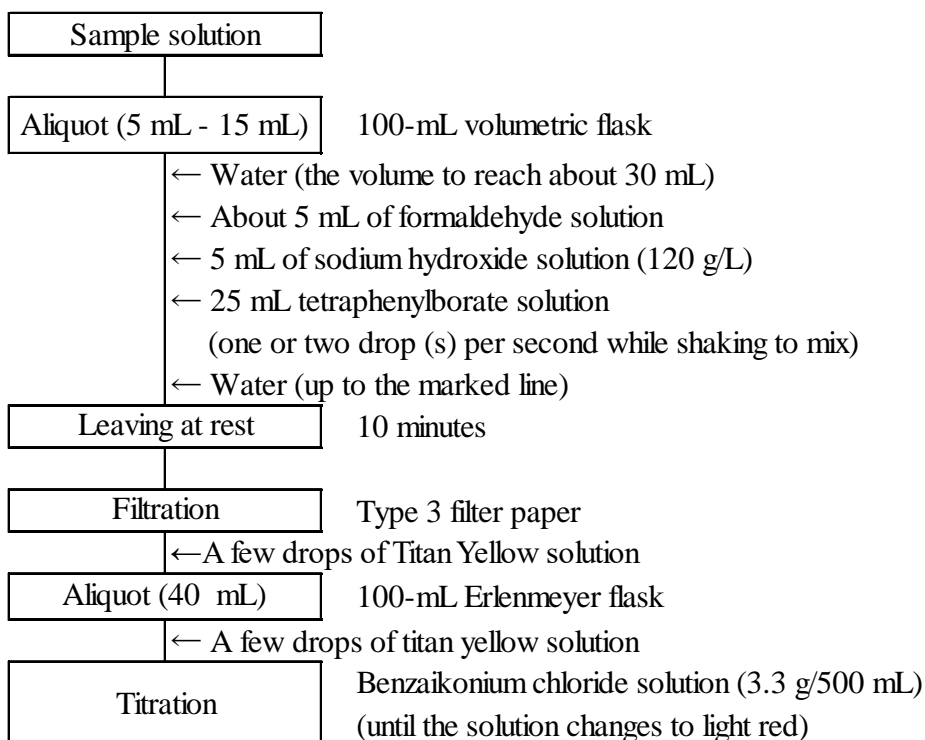 Sample solution
Aliquot (5 mL - 15 mL) 100-mL volumetric flask
← Water (the volume to reach about 30 mL)
← About 5 mL of formaldehyde solution
← 5 mL of sodium hydroxide solution (120 g/L)
← 25 mL tetraphenylborate solution
(one or two drop (s) per second while shaking to mix)
← Water (up to the marked line)
Leaving at rest 10 minutes
Filtration Type 3 filter paper
←A few drops of Titan Yellow solution
Aliquot (40 mL) 100-mL Erlenmeyer flask
← A few drops of titan yellow solution
Titration Benzaikonium chloride solution (3.3 g/500 mL)
(until the solution changes to light red)